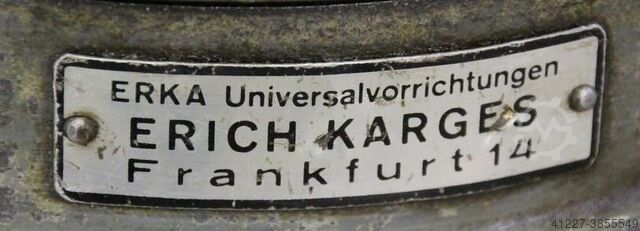 ERKA Universalvorrichtungen
ERICH KARGES
Frankfurt 14
41227-3855549